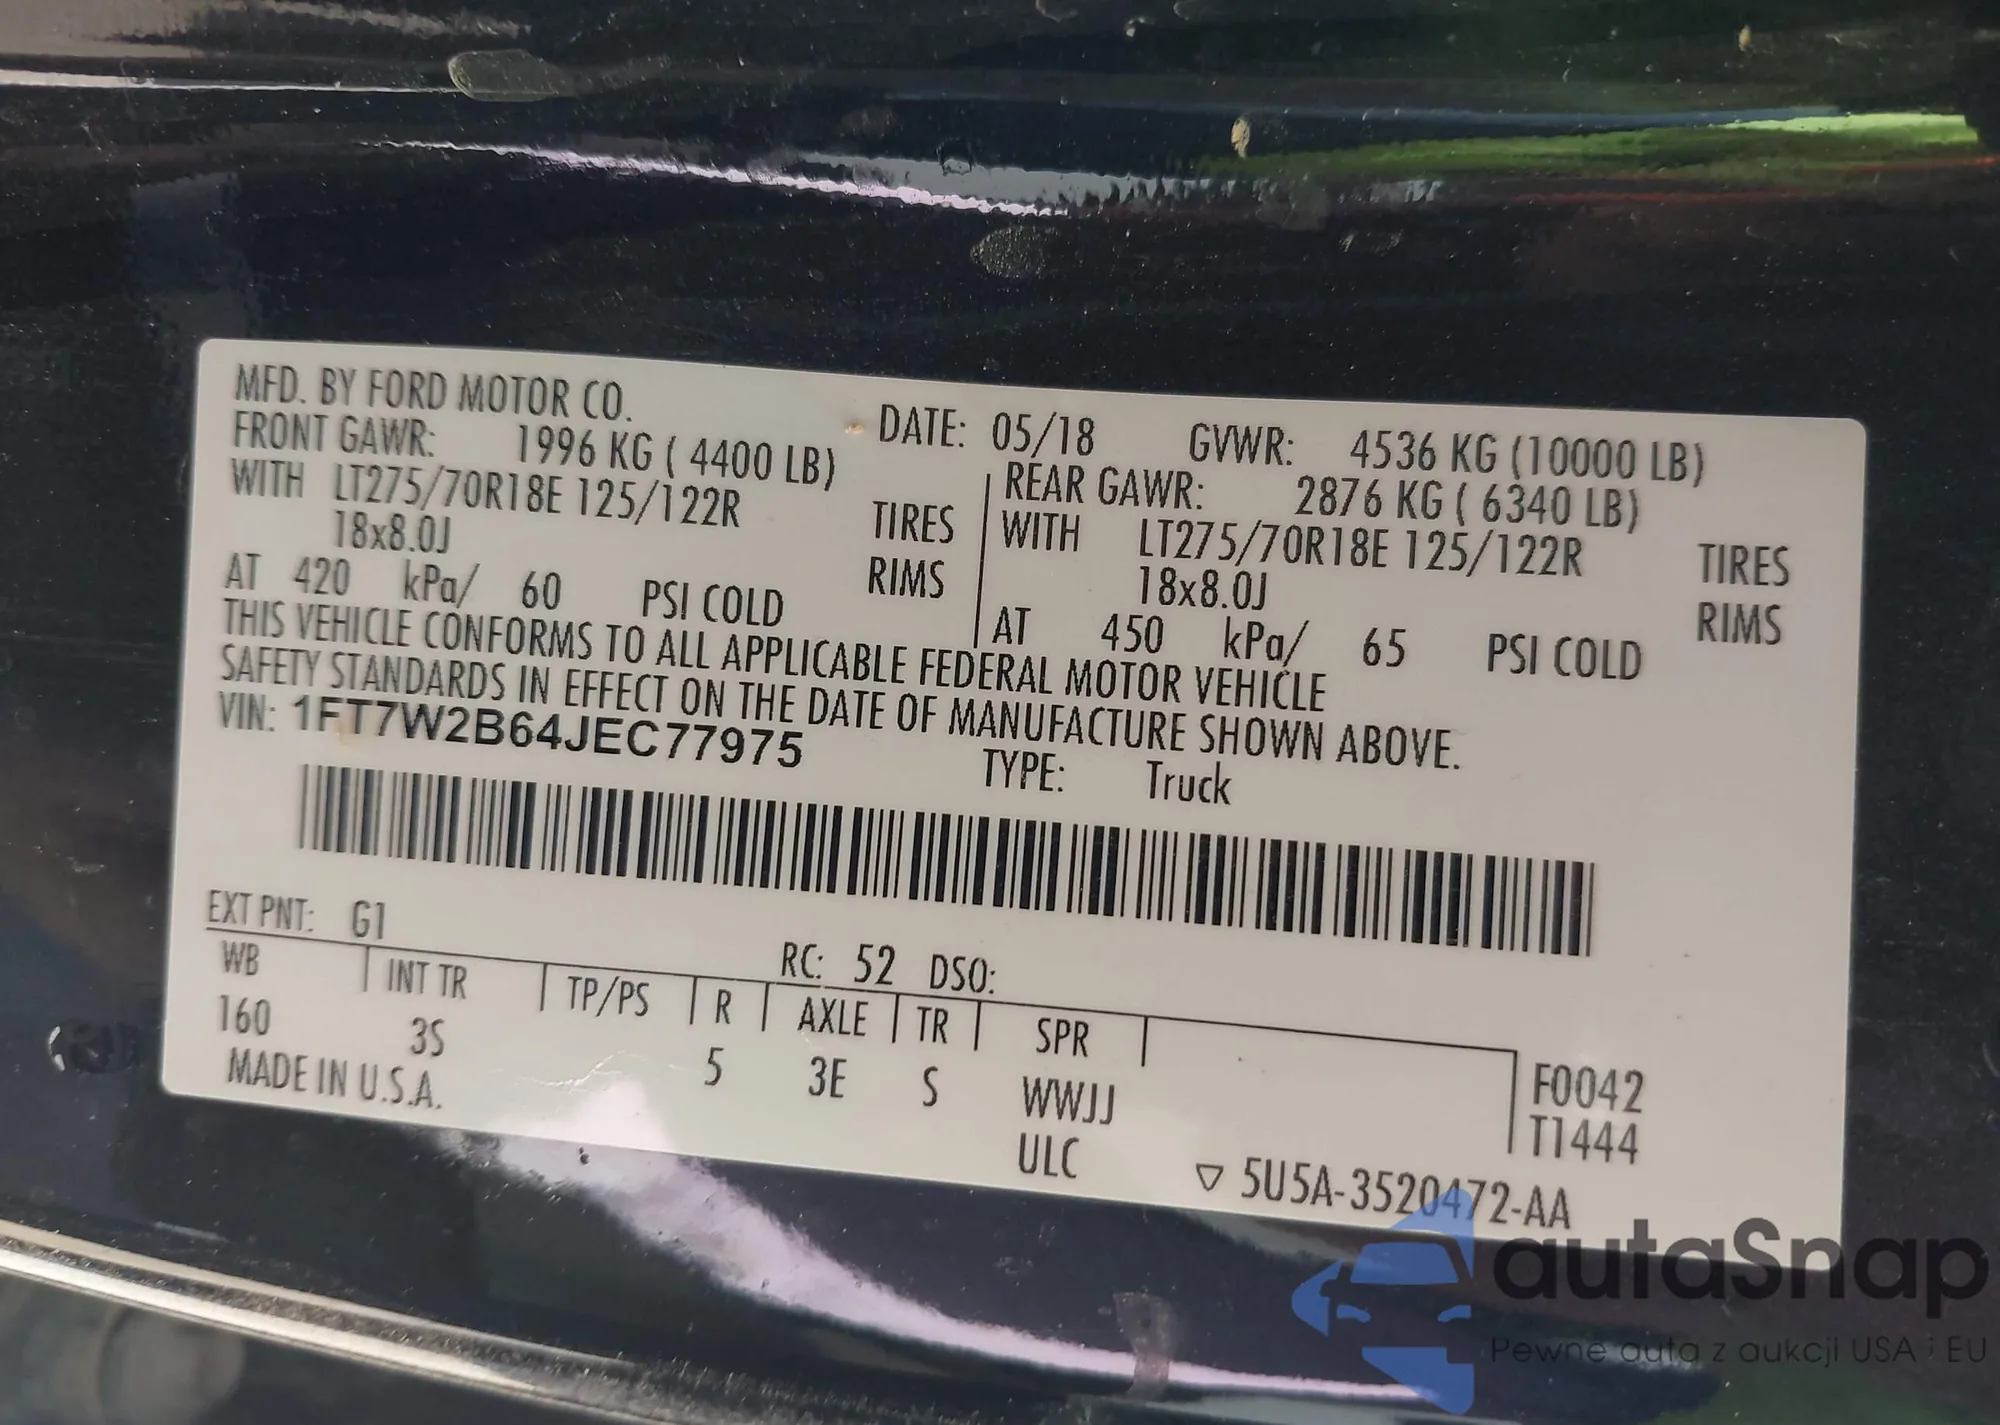 MFD. BY FORD MOTOR CO. DATE: 05/18 GVWR: 4536 KG (10000 LB)
FRONT GAWR: 1996 KG ( 4400 LB) REAR GAWR: 2876 KG ( 6340 LB)
WITH LT275/70R18E 125/122R TIRES WITH LT275/70R18E 125/122R TIRES
18x8.0J RIMS 18x8.0J RIMS
AT 420 kPa/ 60 PSI COLD AT 450 kPa/ 65 PSI COLD
THIS VEHICLE CONFORMS TO ALL APPLICABLE FEDERAL MOTOR VEHICLE
SAFETY STANDARDS IN EFFECT ON THE DATE OF MANUFACTURE SHOWN ABOVE.
VIN: 1FT7W2B64JEC77975 TYPE: Truck
EXT PNT: G1 RC: 52 DSO:
WB INT TR TP/PS R AXLE TR SPR
160 3S 5 3E S WWJJ F0042
MADE IN U.S.A. ULC T1444
▽ 5U5A-3520472-AA
autaSnap
Pewne auta z aukcji USA i EU